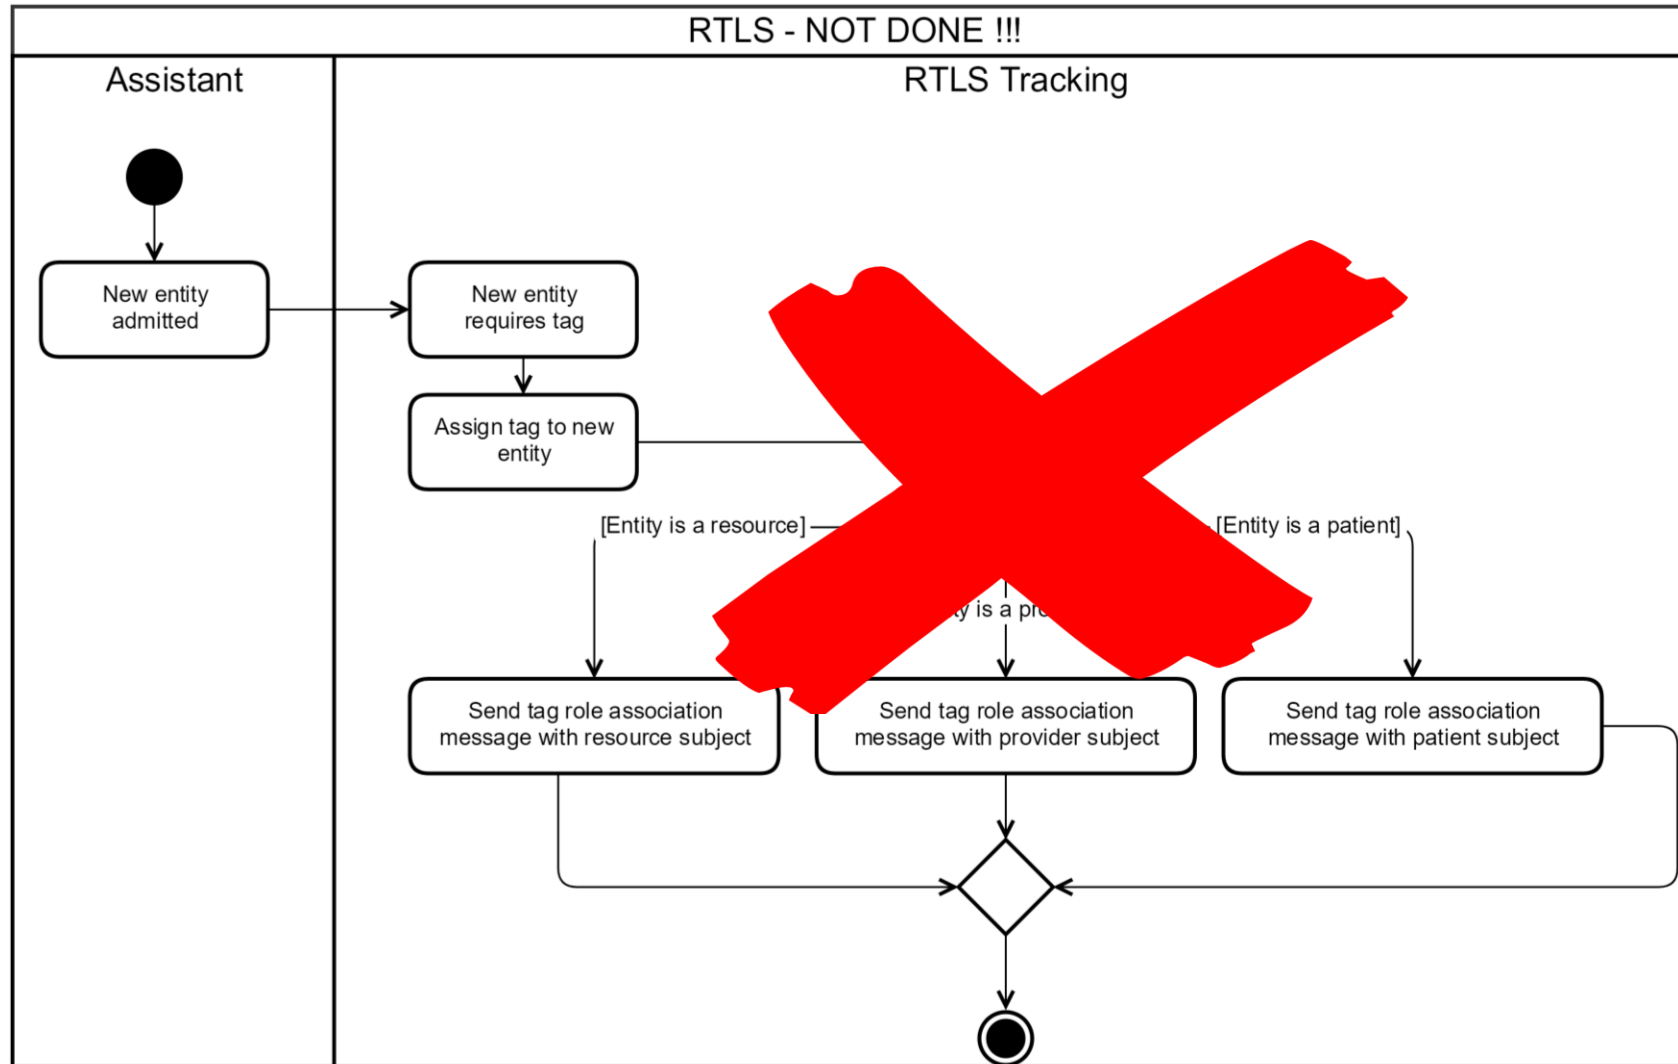 RTLS - NOT DONE !!!
Assistant
RTLS Tracking
New entity
admitted
New entity
requires tag
Assign tag to new
entity
[Entity is a resource]
[Entity is a patient]
is a
Send tag role association
message with resource subject
Send tag role association
message with provider subject
Send tag role association
message with patient subject